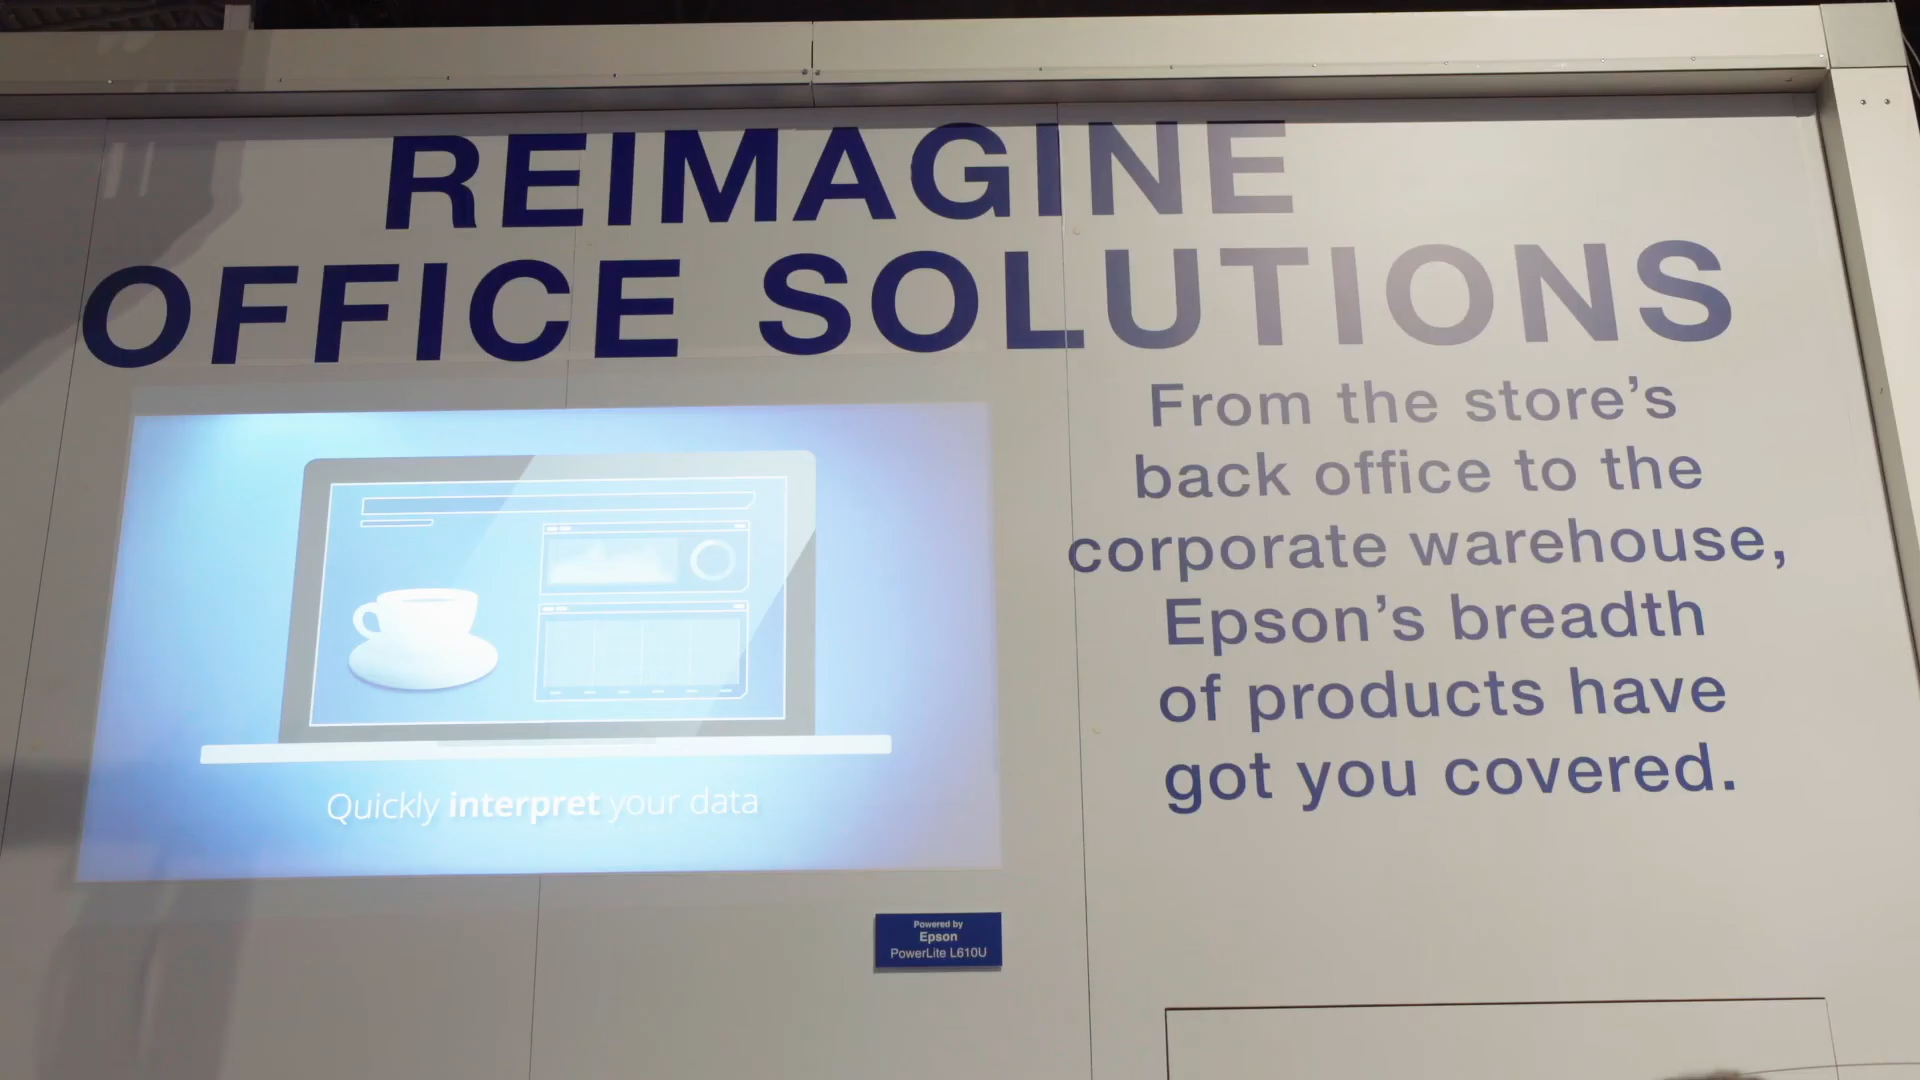 REIMAGINE
OFFICE SOLUTIONS
From the store's
back office to the
corporate warehouse,
Epson's breadth
of products have
got you covered.
Quickly interpret your data
Powered by
Epson
PowerLite L610U